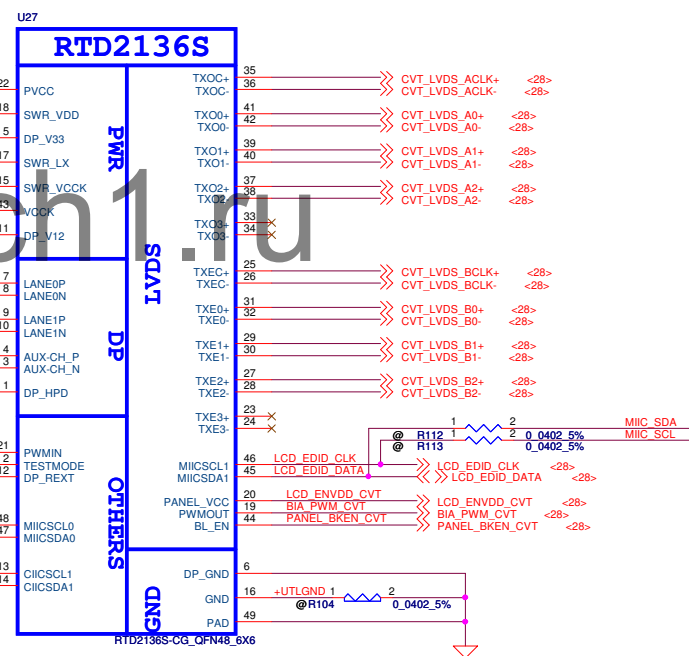 U27
RTD2136S
22 PVCC
18 SWR_VDD
5 DP_V33
17 SWR_LX
15 SWR_VCCK
43 VCCK
11 DP_V12
PWR
7 LANE0P
8 LANE0N
9 LANE1P
10 LANE1N
4 AUX-CH_P
3 AUX-CH_N
1 DP_HPD
DP
21 PWMIN
2 TESTMODE
12 DP_REXT
48 MIICSCL0
47 MIICSDA0
13 CIICSCL1
14 CIICSDA1
OTHERS
LVDS
TXOC+ 35 CVT_LVDS_ACLK+ <28>
TXOC- 36 CVT_LVDS_ACLK- <28>
TXO0+ 41 CVT_LVDS_A0+ <28>
TXO0- 42 CVT_LVDS_A0- <28>
TXO1+ 39 CVT_LVDS_A1+ <28>
TXO1- 40 CVT_LVDS_A1- <28>
TXO2+ 37 CVT_LVDS_A2+ <28>
TXO2- 38 CVT_LVDS_A2- <28>
TXO3+ 33
TXO3- 34
TXEC+ 25 CVT_LVDS_BCLK+ <28>
TXEC- 26 CVT_LVDS_BCLK- <28>
TXE0+ 31 CVT_LVDS_B0+ <28>
TXE0- 32 CVT_LVDS_B0- <28>
TXE1+ 29 CVT_LVDS_B1+ <28>
TXE1- 30 CVT_LVDS_B1- <28>
TXE2+ 27 CVT_LVDS_B2+ <28>
TXE2- 28 CVT_LVDS_B2- <28>
TXE3+ 23
TXE3- 24
1 2 MIIC_SDA
@ R112 0_0402_5%
1 2 MIIC_SCL
@ R113 0_0402_5%
MIICSCL1 46 LCD_EDID_CLK LCD_EDID_CLK <28>
MIICSDA1 45 LCD_EDID_DATA LCD_EDID_DATA <28>
PANEL_VCC 20 LCD_ENVDD_CVT LCD_ENVDD_CVT <28>
PWMOUT 19 BIA_PWM_CVT BIA_PWM_CVT <28>
BL_EN 44 PANEL_BKEN_CVT PANEL_BKEN_CVT <28>
GND
DP_GND 6
GND 16 +UTLGND 1 2
@R104 0_0402_5%
PAD 49
RTD2136S-CG_QFN48_6X6
ch1.ru